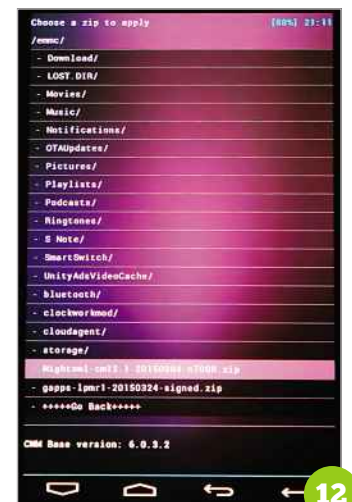 Choose a zip to apply [80%] 21:11
/emmc/
- Download/
- LOST.DIR/
- Movies/
- Music/
- Notifications/
- OTAUpdates/
- Pictures/
- Playlists/
- Podcasts/
- Ringtones/
- S Note/
- SmartSwitch/
- UnityAdsVideoCache/
- bluetooth/
- clockworkmod/
- cloudagent/
- storage/
- gapps-lpmr1-20150324-signed.zip
- +++++Go Back+++++
CWM Base version: 6.0.3.2
12